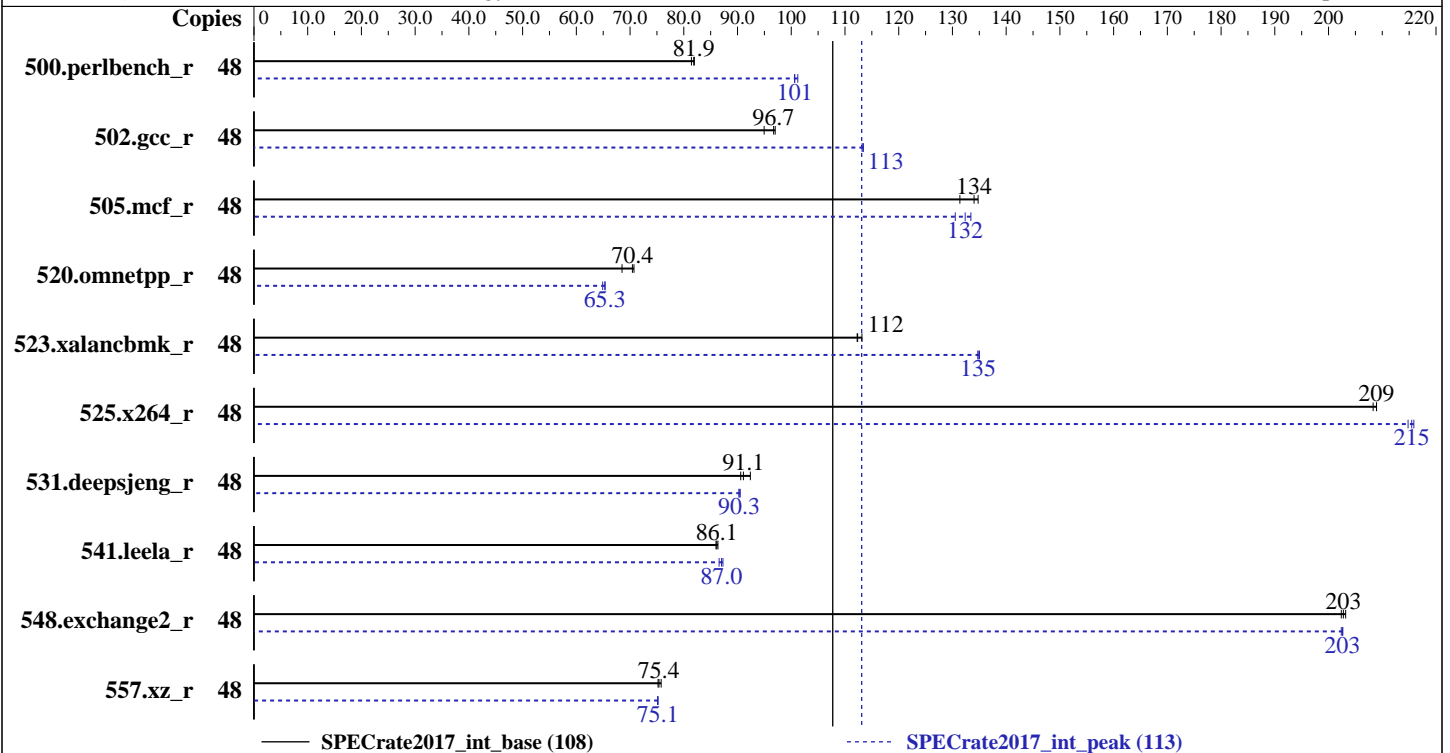 Copies 0 10.0 20.0 30.0 40.0 50.0 60.0 70.0 80.0 90.0 100 110 120 130 140 150 160 170 180 190 200 220
81.9
500.perlbench_r 48
101
96.7
502.gcc_r 48
113
134
505.mcf_r 48
132
70.4
520.omnetpp_r 48
65.3
112
523.xalancbmk_r 48
135
209
525.x264_r 48
215
91.1
531.deepsjeng_r 48
90.3
86.1
541.leela_r 48
87.0
203
548.exchange2_r 48
203
75.4
557.xz_r 48
75.1
SPECrate2017_int_base (108) SPECrate2017_int_peak (113)